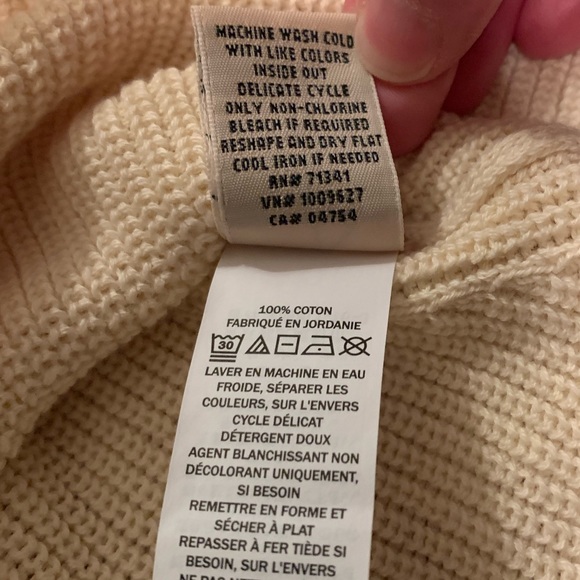 MACHINE WASH COLD
WITH LIKE COLORS
INSIDE OUT
DELICATE CYCLE
ONLY NON-CHLORINE
BLEACH IF REQUIRED
RESHAPE AND DRY FLAT
COOL IRON IF NEEDED
RN# 71341
VN# 1009627
CA# 04754
100% COTON
FABRIQUÉ EN JORDANIE
30
LAVER EN MACHINE EN EAU
FROIDE, SÉPARER LES
COULEURS, SUR L'ENVERS
CYCLE DÉLICAT
DÉTERGENT DOUX
AGENT BLANCHISSANT NON
DÉCOLORANT UNIQUEMENT,
SI BESOIN
REMETTRE EN FORME ET
SÉCHER À PLAT
REPASSER À FER TIÈDE SI
BESOIN, SUR L'ENVERS
NE PAS NETT